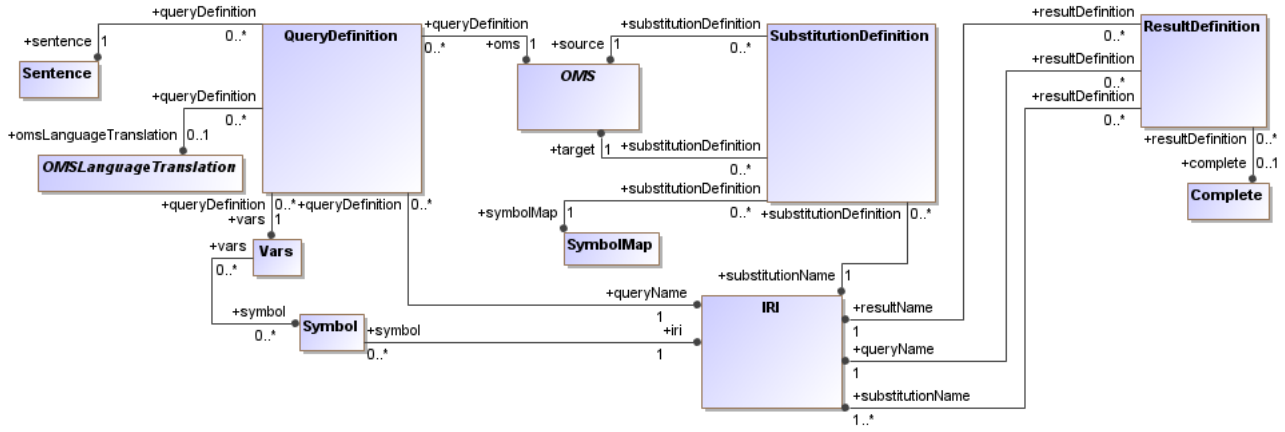 +queryDefinition
0..*
+sentence
1
Sentence
QueryDefinition
+queryDefinition
0..*
+oms
1
+substitutionDefinition
0..*
+source
1
OMS
SubstitutionDefinition
+resultDefinition
0..*
ResultDefinition
+resultDefinition
0..*
+resultDefinition
0..*
+queryDefinition
0..*
+omsLanguageTranslation
0..1
OMSLanguageTranslation
+target
1
+substitutionDefinition
0..*
+resultDefinition
0..*
+complete
0..1
Complete
+substitutionDefinition
0..*
+symbolMap
1
SymbolMap
+queryDefinition
0..*
+vars
1
+queryDefinition
0..*
+substitutionDefinition
0..*
Vars
+vars
0..*
+substitutionName
1
+queryName
1
IRI
+resultName
1
+symbol
0..*
Symbol
+symbol
0..*
+iri
1
+queryName
1
+substitutionName
1..*